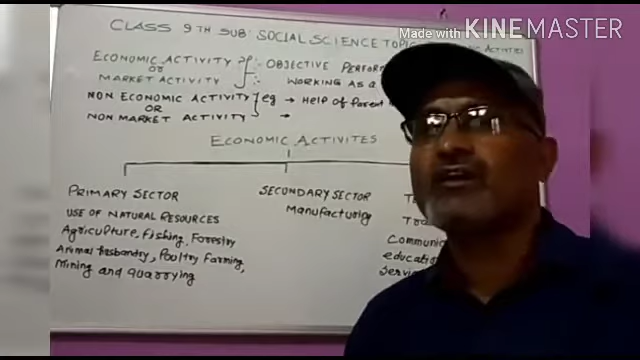 Made with KINEMASTER
CLASS 9TH SUB: SOCIAL SCIENCE TOPIC ACTIVITIES
ECONOMIC ACTIVITY OBJECTIVE
OR
MARKET ACTIVITY WORKING AS A
NON ECONOMIC ACTIVITY eg → HELP of Parent
OR
NON MARKET ACTIVITY →
ECONOMIC ACTIVITES
PRIMARY SECTOR SECONDARY SECTOR
USE OF NATURAL RESOURCES Manufacturing
Agriculture, Fishing, Forestry
Animal Husbandry, Poultry Farming,
Mining and Quarrying